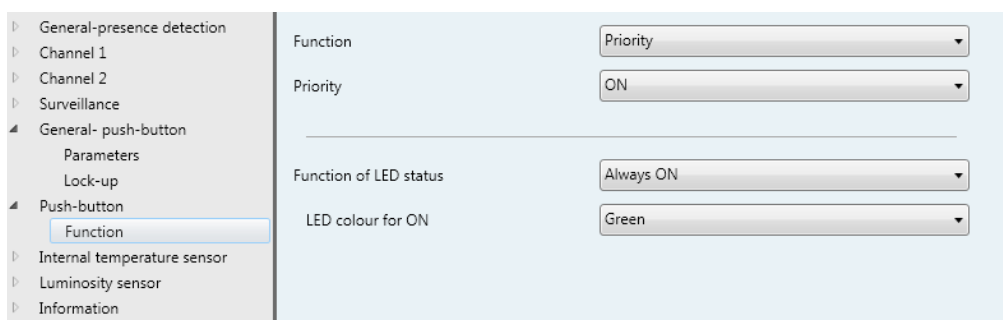 General-presence detection
Channel 1
Channel 2
Surveillance
General- push-button
Parameters
Lock-up
Push-button
Function
Internal temperature sensor
Luminosity sensor
Information
Function Priority
Priority ON
Function of LED status Always ON
LED colour for ON Green